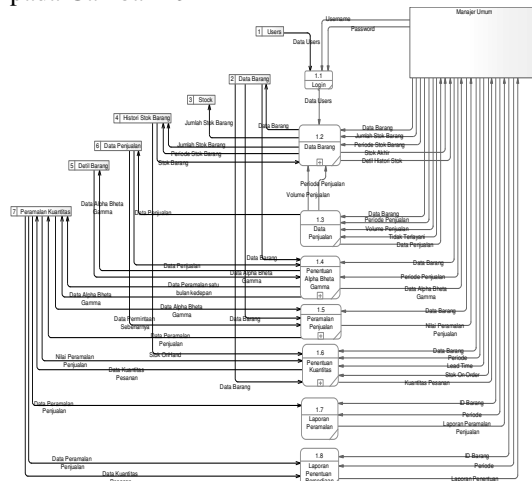 pada Gambar
Manajer Umum
Username
Password
1 Users
Data Users
1.1
Login
Data Users
2 Data Barang
3 Stock
Data Barang
Jumlah Stok Barang
4 Histori Stok Barang
1.2
Data Barang
Data Barang
Jumlah Stok Barang
Periode Stok Barang
Stok Akhir
Detil Histori Stok
Jumlah Stok Barang
Periode Stok Barang
Stok Barang
6 Data Penjualan
5 Detil Barang
Periode Penjualan
Volume Penjualan
Data Alpha Bheta
Gamma
7 Peramalan Kuantitas
Data Penjualan
1.3
Data
Penjualan
Data Barang
Periode Penjualan
Volume Penjualan
Tidak Terlayani
Data Penjualan
1.4
Penentuan
Alpha Bheta
Gamma
Data Barang
Periode Penjualan
Data Alpha Bheta
Gamma
Data Penjualan
Data Alpha Bheta
Gamma
Data Peramalan satu
bulan kedepan
Data Alpha Bheta
Gamma
Data Alpha Bheta
Gamma
1.5
Peramalan
Penjualan
Data Barang
Nilai Peramalan
Penjualan
Data Permintaan
Sebenarnya
Data Barang
Data Peramalan
Penjualan
Stok OnHand
1.6
Penentuan
Kuantitas
Data Barang
Periode
Lead Time
Stok On Order
Kuantitas Pesanan
Nilai Peramalan
Penjualan
Data Kuantitas
Pesanan
Data Barang
1.7
Laporan
Peramalan
ID Barang
Periode
Laporan Peramalan
Penjualan
Data Peramalan
Penjualan
1.8
Laporan
Penentuan
ID Barang
Periode
Laporan Penentuan
Data Peramalan
Penjualan
Data Kuantitas